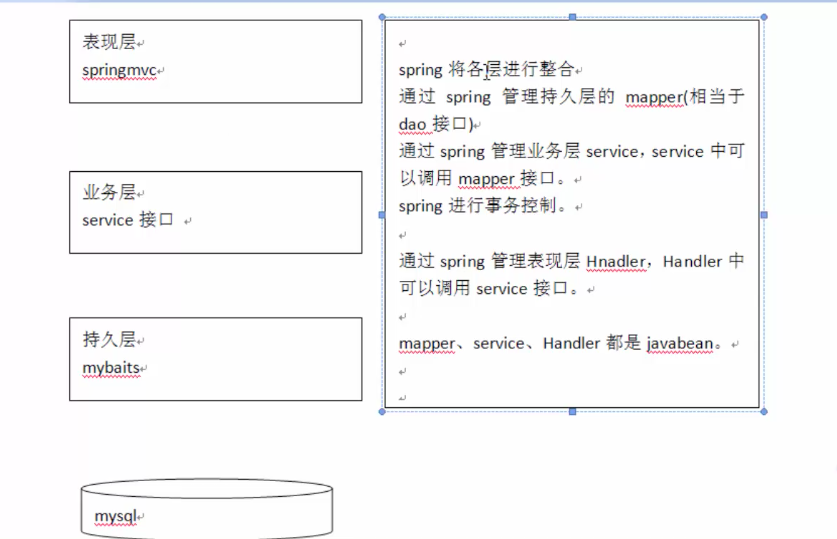 表现层
springmvc
业务层
service 接口
持久层
mybaits
mysql
spring 将各层进行整合
通过 spring 管理持久层的 mapper(相当于
dao 接口)
通过 spring 管理业务层 service，service 中可
以调用 mapper 接口。
spring 进行事务控制。
通过 spring 管理表现层 Hnadler，Handler 中
可以调用 service 接口。
mapper、service、Handler 都是 javabean。